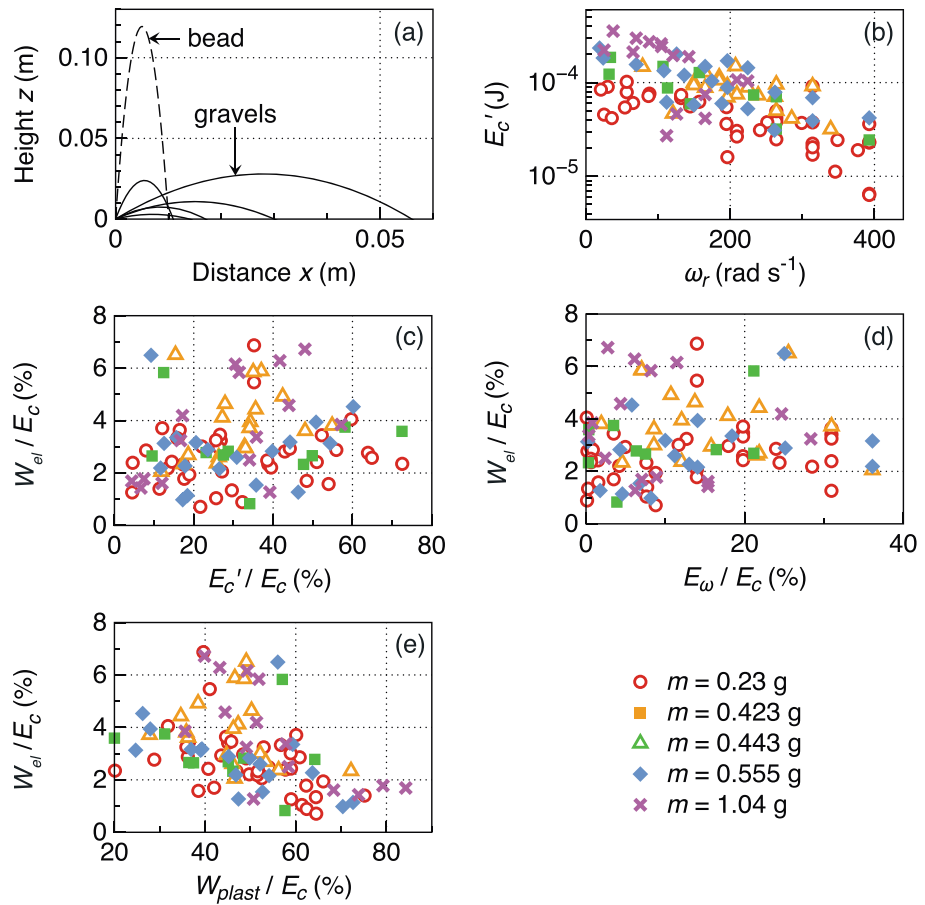 (a)
bead
gravels
0.10
0.05
0
Height z (m)
0
0.05
Distance x (m)
(b)
10⁻⁴
10⁻⁵
E_c' (J)
0
200
400
ω_r (rad s⁻¹)
(c)
8
6
4
2
0
W_el / E_c (%)
0
20
40
60
80
E_c' / E_c (%)
(d)
8
6
4
2
0
W_el / E_c (%)
0
20
40
E_ω / E_c (%)
(e)
8
6
4
2
0
W_el / E_c (%)
20
40
60
80
W_plast / E_c (%)
m = 0.23 g
m = 0.423 g
m = 0.443 g
m = 0.555 g
m = 1.04 g